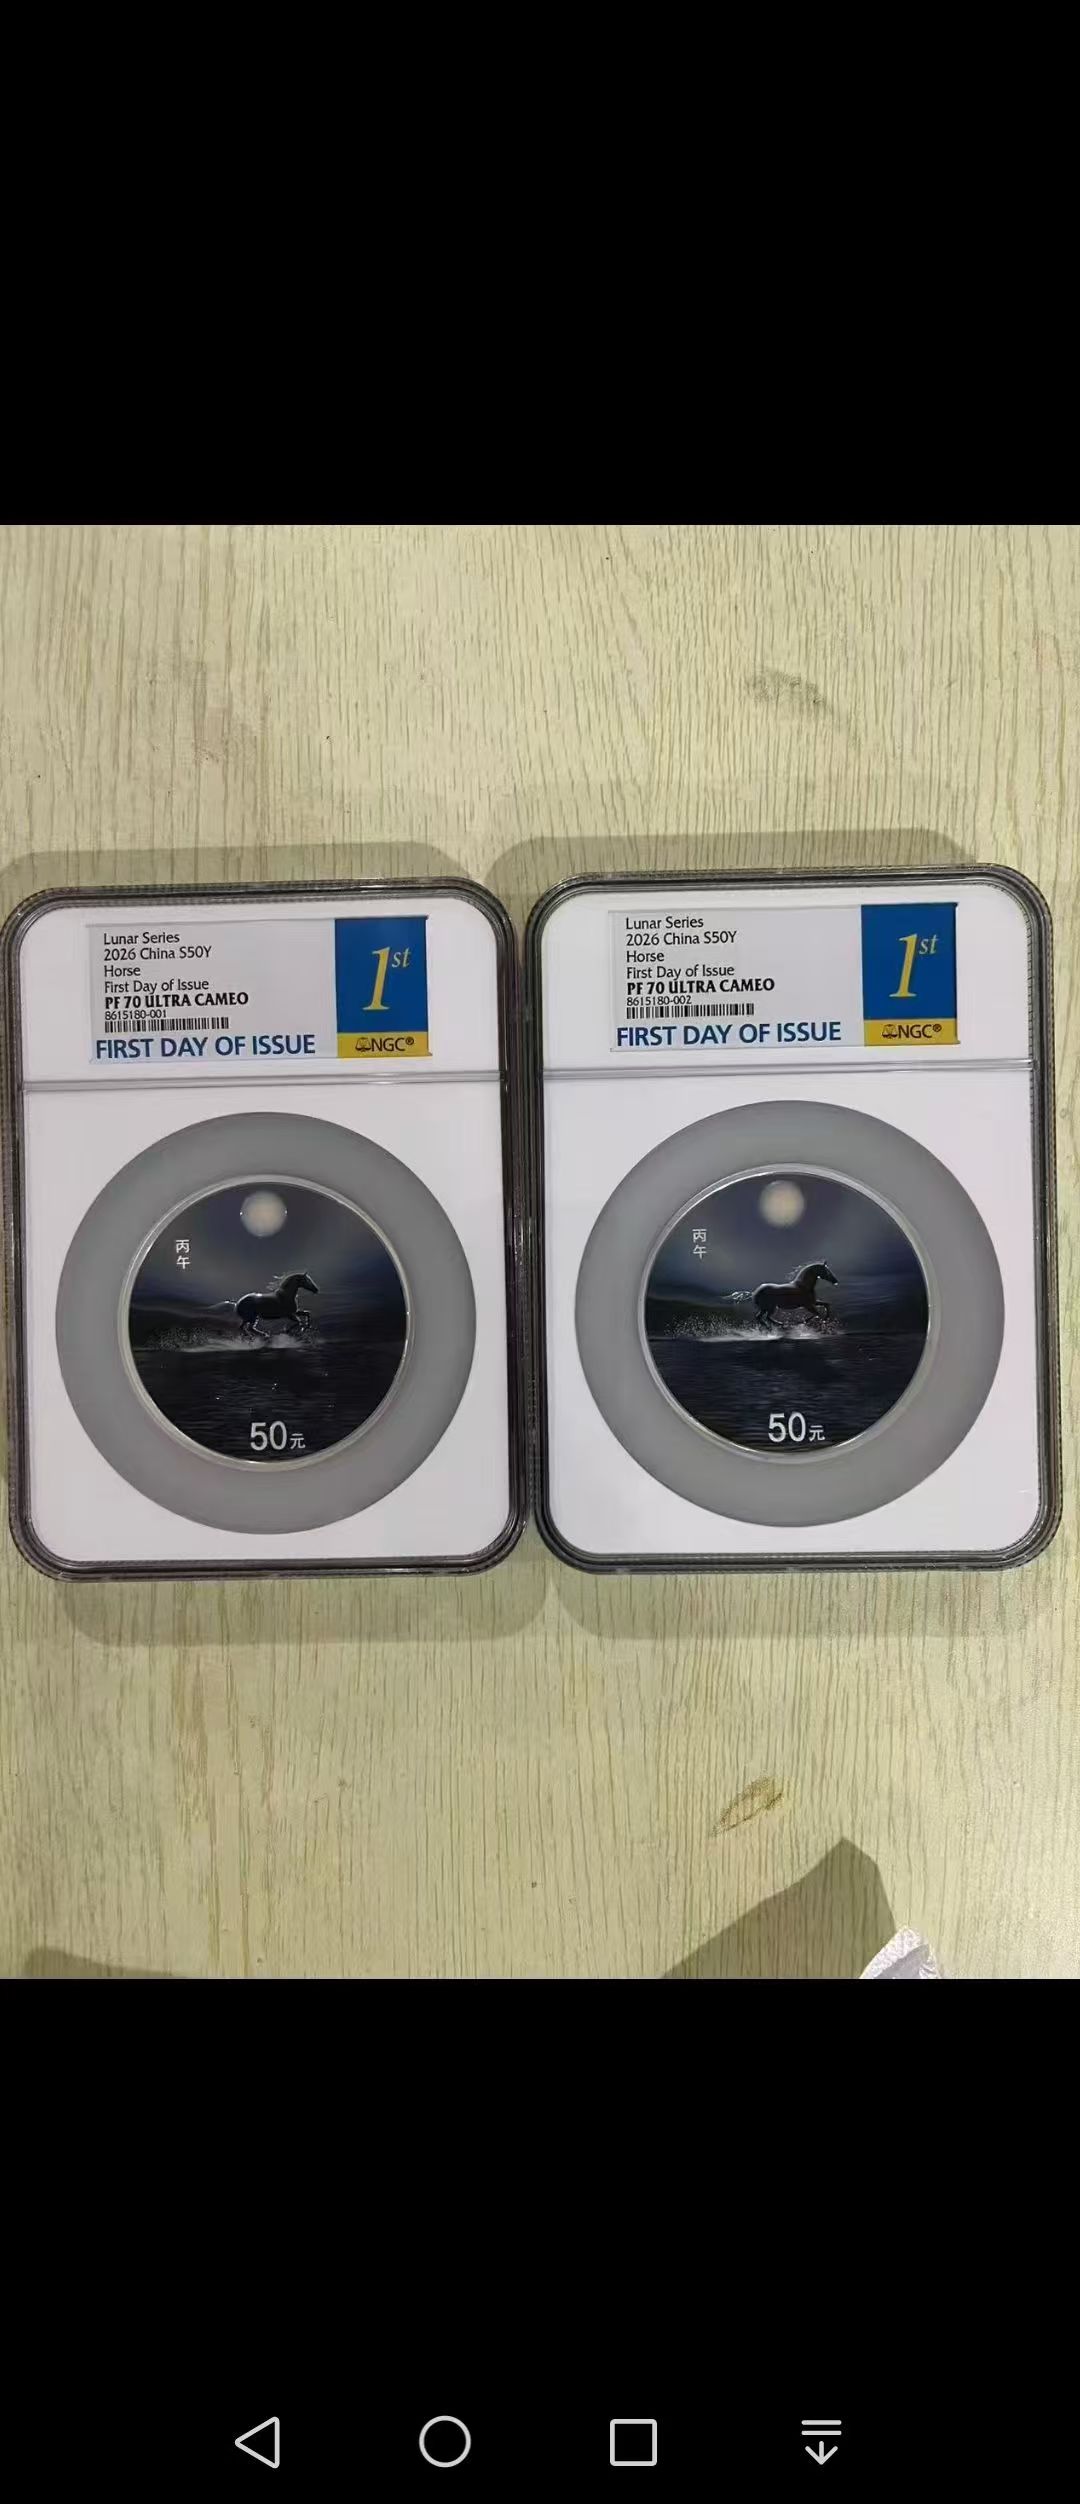 Lunar Series
2026 China S50Y
Horse
First Day of Issue
PF 70 ULTRA CAMEO
8615180-001
FIRST DAY OF ISSUE
1st
NGC®
丙午
50元
Lunar Series
2026 China S50Y
Horse
First Day of Issue
PF 70 ULTRA CAMEO
8615180-002
FIRST DAY OF ISSUE
1st
NGC®
丙午
50元